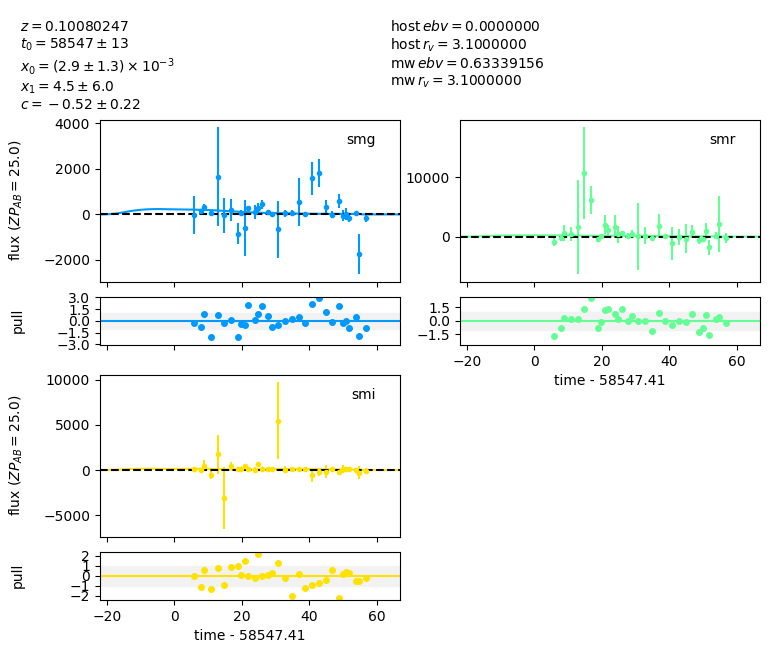 z = 0.10080247
t₀ = 58547 ± 13
x₀ = (2.9 ± 1.3) × 10⁻³
x₁ = 4.5 ± 6.0
c = −0.52 ± 0.22
host ebv = 0.0000000
host r_v = 3.1000000
mw ebv = 0.63339156
mw r_v = 3.1000000
smg
flux (ZP_AB = 25.0)
4000
2000
0
−2000
smr
10000
0
pull
3.0
1.5
0.0
−1.5
−3.0
1.5
0.0
−1.5
−20 0 20 40 60
time - 58547.41
smi
flux (ZP_AB = 25.0)
10000
5000
0
−5000
pull
2
1
0
−1
−2
−20 0 20 40 60
time - 58547.41